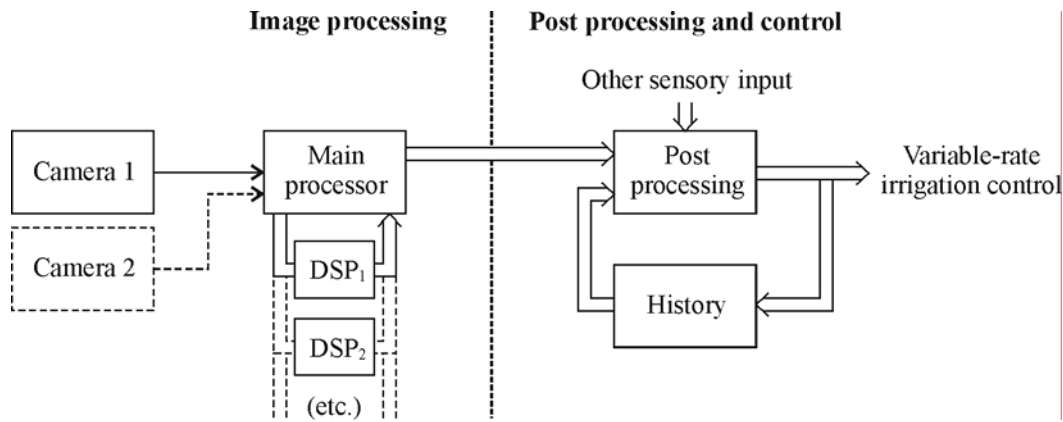 Image processing
Post processing and control
Other sensory input
Camera 1
Main
processor
Post
processing
Variable-rate
irrigation control
Camera 2
DSP₁
History
DSP₂
(etc.)